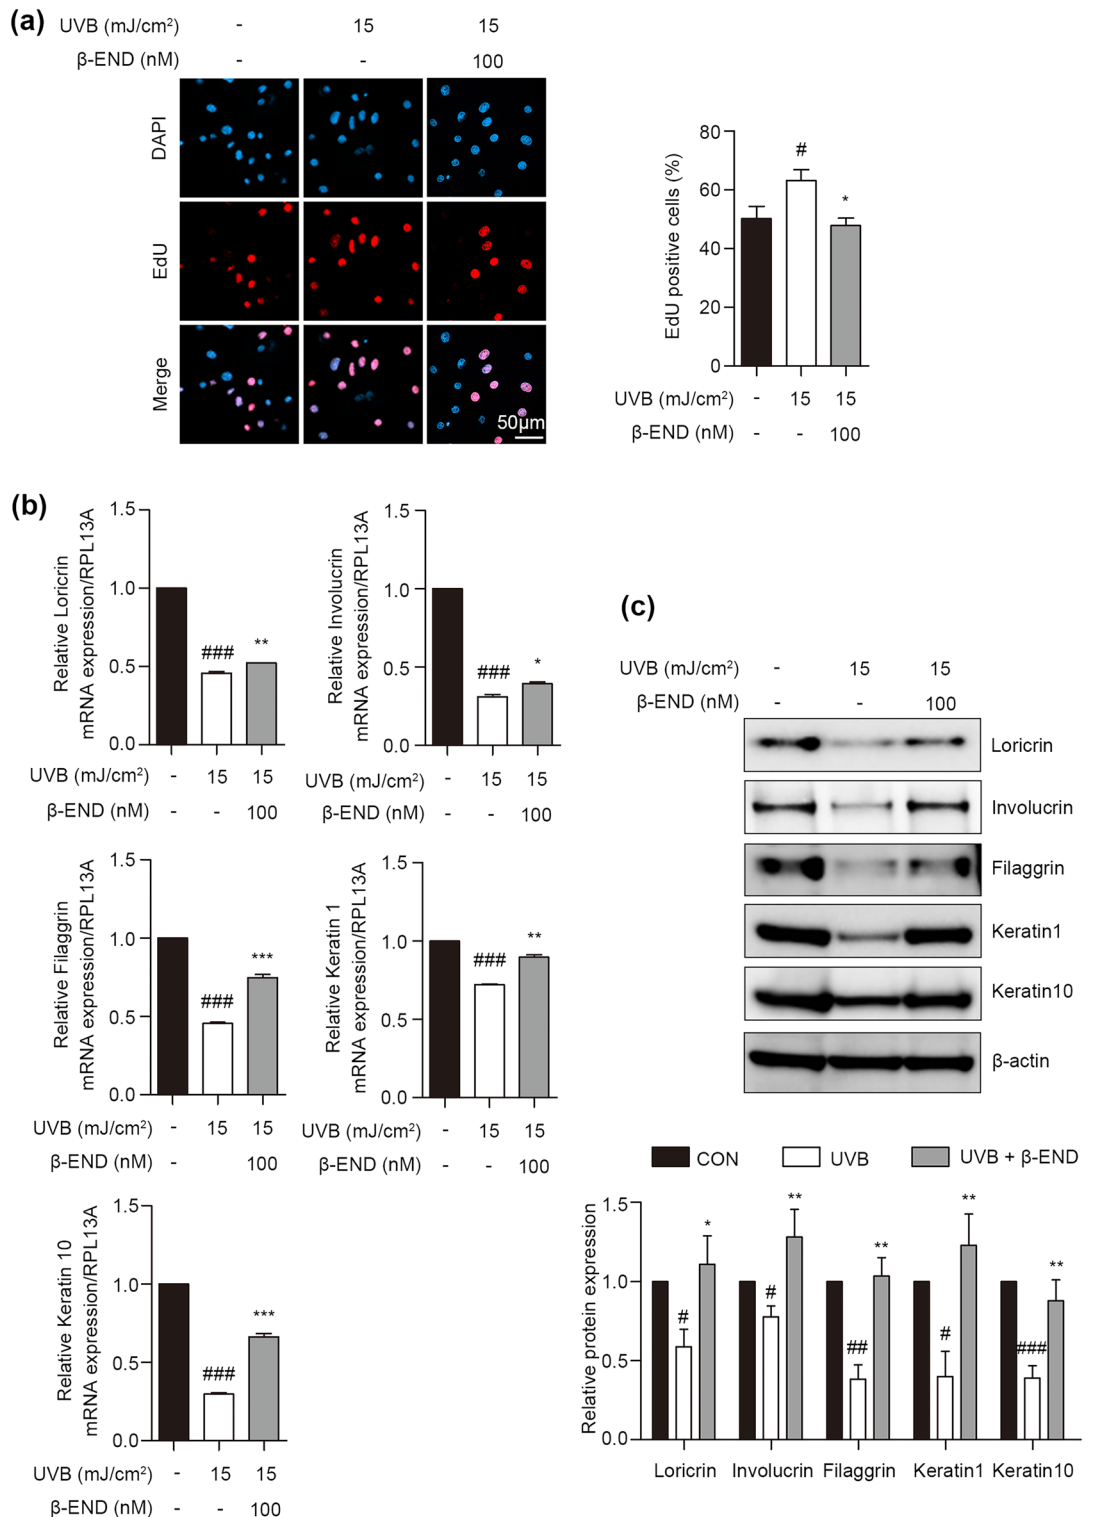 (a)
UVB (mJ/cm²) - 15 15
β-END (nM) - - 100
DAPI
EdU
Merge
50µm
EdU positive cells (%)
80
60
40
20
0
#
*
UVB (mJ/cm²) - 15 15
β-END (nM) - - 100
(b)
Relative Loricrin
mRNA expression/RPL13A
1.5
1.0
0.5
0.0
###
**
UVB (mJ/cm²) - 15 15
β-END (nM) - - 100
Relative Involucrin
mRNA expression/RPL13A
1.5
1.0
0.5
0.0
###
*
UVB (mJ/cm²) - 15 15
β-END (nM) - - 100
Relative Filaggrin
mRNA expression/RPL13A
1.5
1.0
0.5
0.0
###
***
UVB (mJ/cm²) - 15 15
β-END (nM) - 100
Relative Keratin 1
mRNA expression/RPL13A
1.5
1.0
0.5
0.0
###
**
UVB (mJ/cm²) - 15 15
β-END (nM) - - 100
Relative Keratin 10
mRNA expression/RPL13A
1.5
1.0
0.5
0.0
###
***
UVB (mJ/cm²) - 15 15
β-END (nM) - - 100
(c)
UVB (mJ/cm²) - 15 15
β-END (nM) - - 100
Loricrin
Involucrin
Filaggrin
Keratin1
Keratin10
β-actin
CON UVB UVB + β-END
Relative protein expression
1.5
1.0
0.5
0.0
# *
# **
## **
# **
### **
Loricrin Involucrin Filaggrin Keratin1 Keratin10